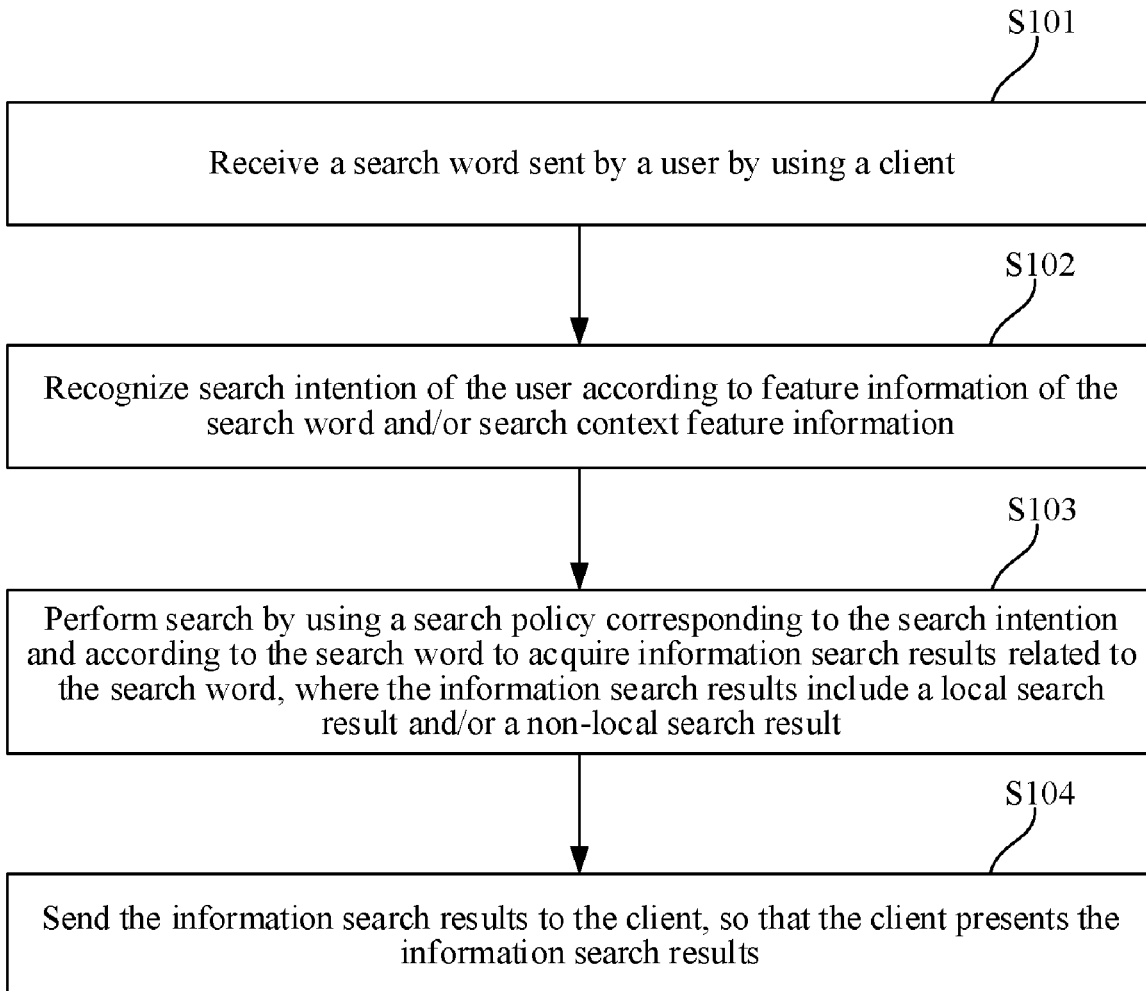 S101
Receive a search word sent by a user by using a client
S102
Recognize search intention of the user according to feature information of the
search word and/or search context feature information
S103
Perform search by using a search policy corresponding to the search intention
and according to the search word to acquire information search results related to
the search word, where the information search results include a local search
result and/or a non-local search result
S104
Send the information search results to the client, so that the client presents the
information search results